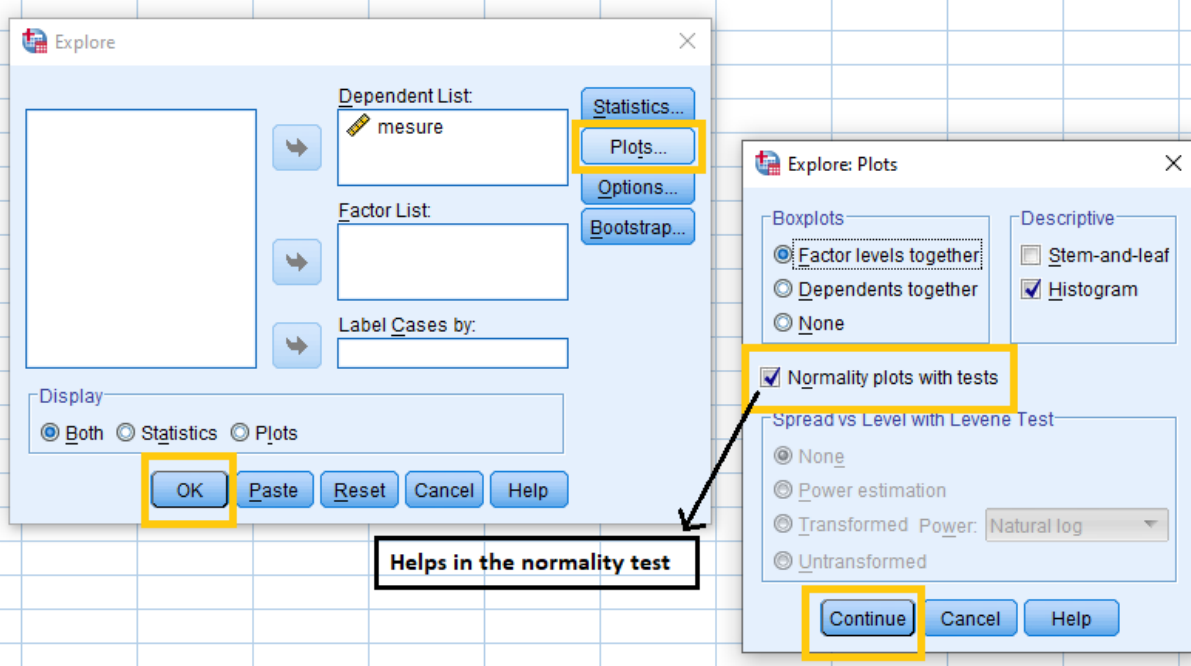 Explore
Dependent List:
mesure
Statistics...
Plots...
Options...
Bootstrap...
Factor List:
Label Cases by:
Display
Both Statistics Plots
OK Paste Reset Cancel Help
Helps in the normality test
Explore: Plots
Boxplots
Factor levels together
Dependents together
None
Descriptive
Stem-and-leaf
Histogram
Normality plots with tests
Spread vs Level with Levene Test
None
Power estimation
Transformed Power: Natural log
Untransformed
Continue Cancel Help